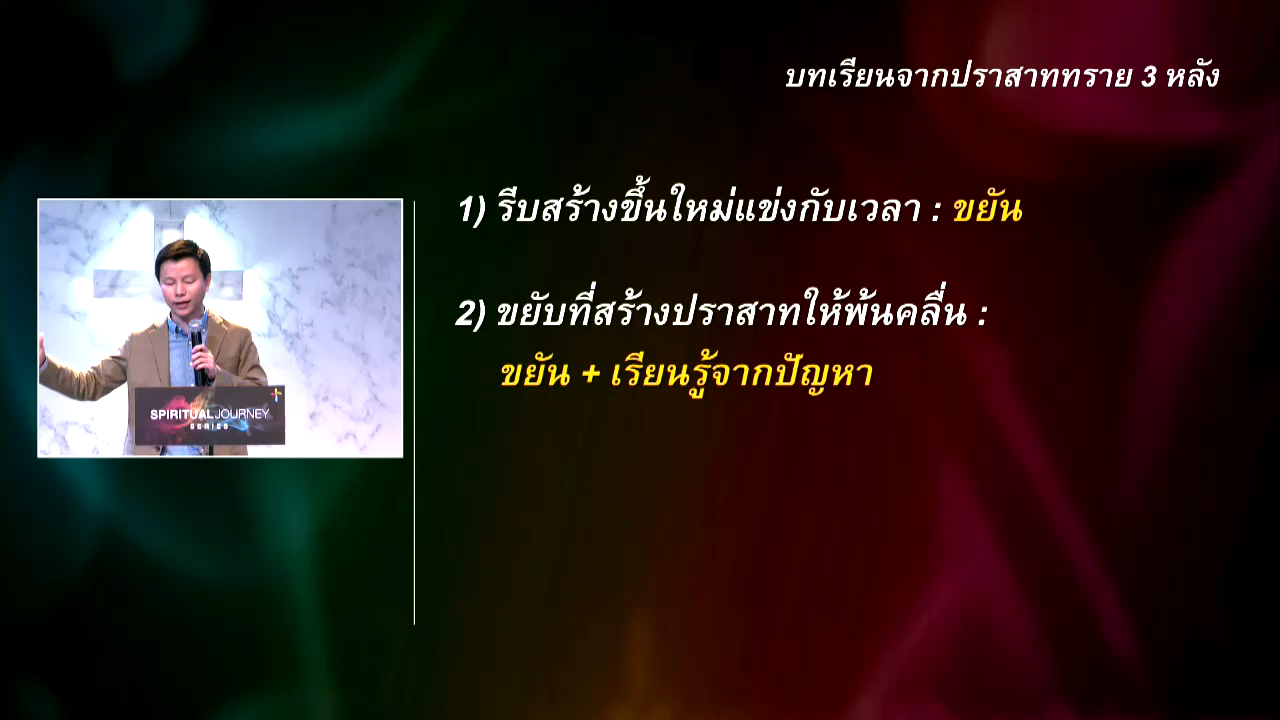 บทเรียนจากปราสาททราย 3 หลัง
1) รีบสร้างขึ้นใหม่แข่งกับเวลา : ขยัน
2) ขยับที่สร้างปราสาทให้พ้นคลื่น :
ขยัน + เรียนรู้จากปัญหา
SPIRITUALJOURNEY
SERIES